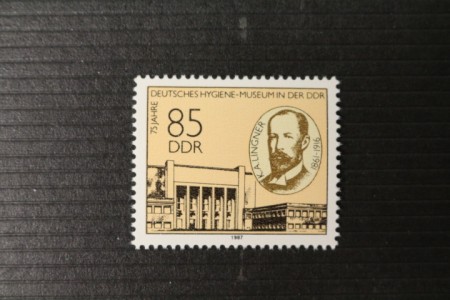 DEUTSCHES HYGIENE-MUSEUM IN DER DDR
75 JAHRE
85
DDR
K.A. LINGNER
1861-1916
1987